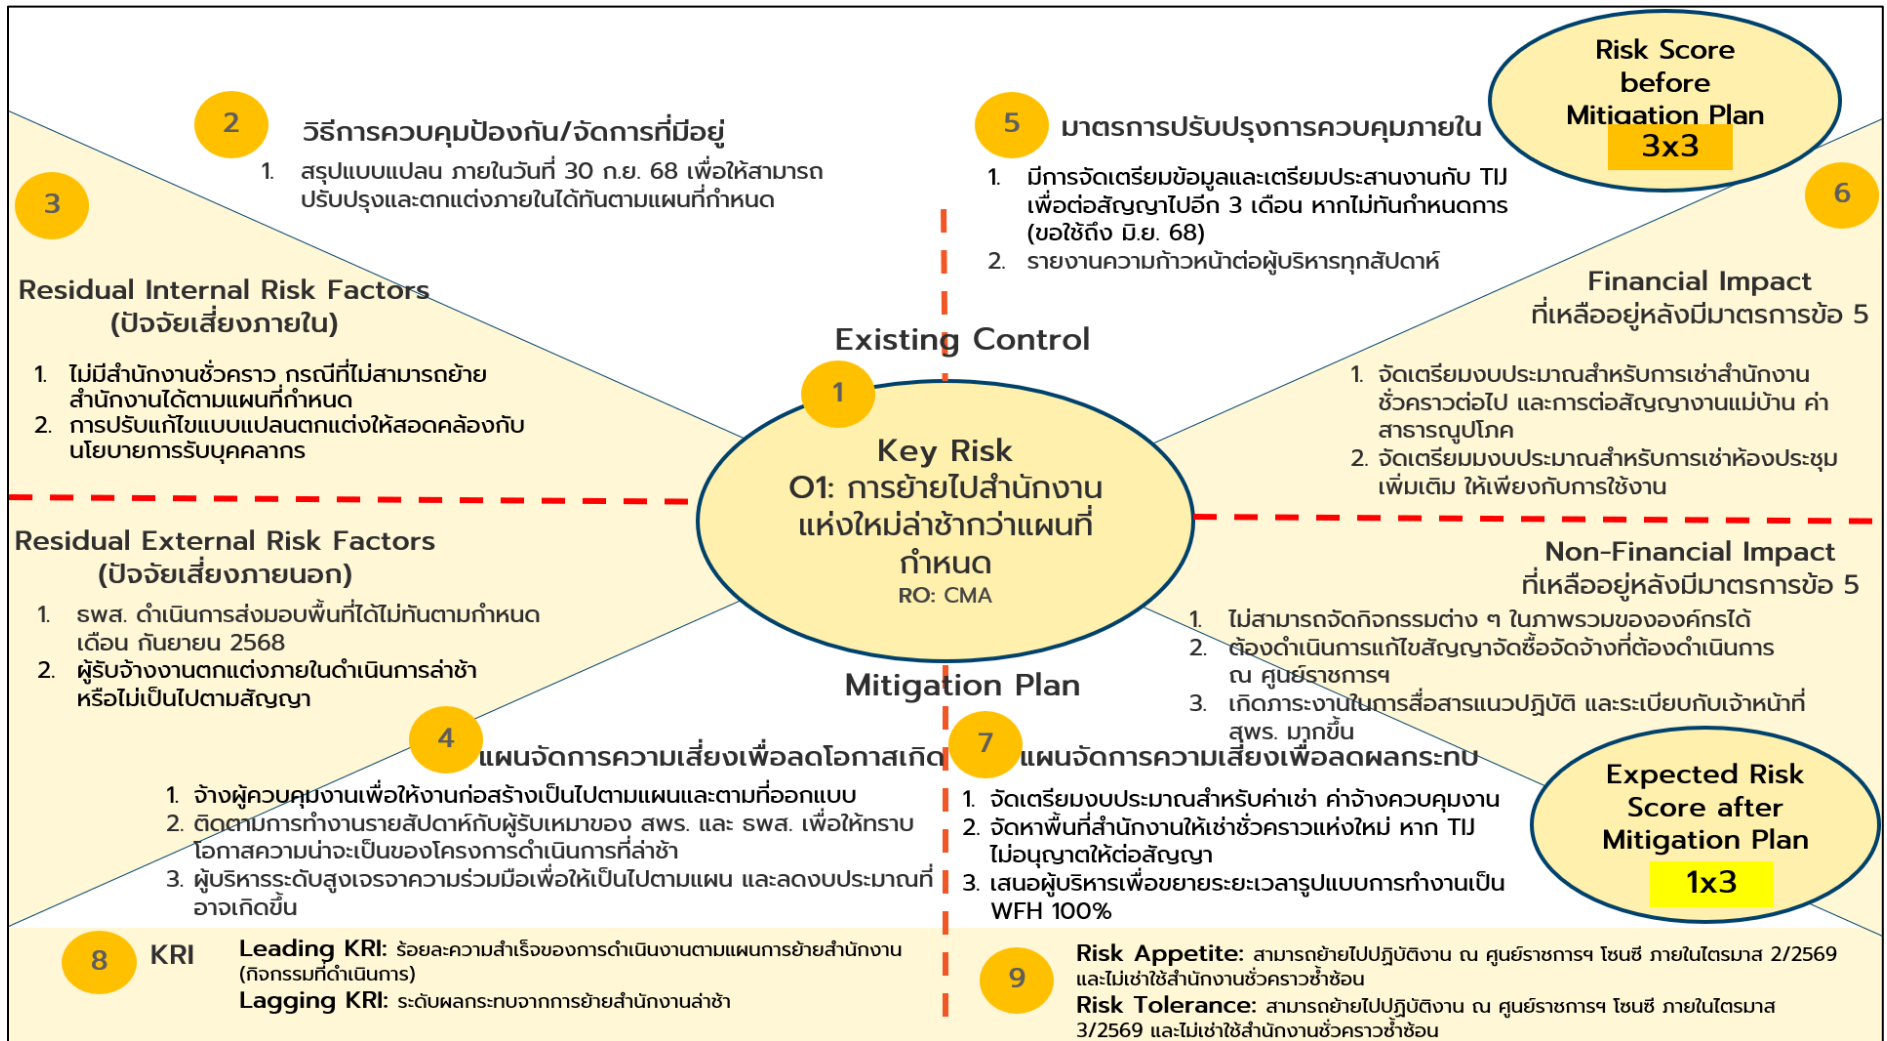 Risk Score
before
Mitigation Plan
3x3
2
วิธีการควบคุมป้องกัน/จัดการที่มีอยู่
1. สรุปแบบแปลน ภายในวันที่ 30 ก.ย. 68 เพื่อให้สามารถ
ปรับปรุงและตกแต่งภายในได้ทันตามแผนที่กำหนด
5
มาตรการปรับปรุงการควบคุมภายใน
1. มีการจัดเตรียมข้อมูลและเตรียมประสานงานกับ TIJ
เพื่อต่อสัญญาไปอีก 3 เดือน หากไม่ทันกำหนดการ
(ขอใช้ถึง มิ.ย. 68)
2. รายงานความก้าวหน้าต่อผู้บริหารทุกสัปดาห์
3
Residual Internal Risk Factors
(ปัจจัยเสี่ยงภายใน)
1. ไม่มีสำนักงานชั่วคราว กรณีที่ไม่สามารถย้าย
สำนักงานได้ตามแผนที่กำหนด
2. การปรับแก้ไขแบบแปลนตกแต่งให้สอดคล้องกับ
นโยบายการรับบุคคลากร
Existing Control
1
Key Risk
O1: การย้ายไปสำนักงาน
แห่งใหม่ล่าช้ากว่าแผนที่
กำหนด
RO: CMA
6
Financial Impact
ที่เหลืออยู่หลังมีมาตรการข้อ 5
1. จัดเตรียมงบประมาณสำหรับการเช่าสำนักงาน
ชั่วคราวต่อไป และการต่อสัญญางานแม่บ้าน ค่า
สาธารณูปโภค
2. จัดเตรียมมงบประมาณสำหรับการเช่าห้องประชุม
เพิ่มเติม ให้เพียงกับการใช้งาน
Residual External Risk Factors
(ปัจจัยเสี่ยงภายนอก)
1. ธพส. ดำเนินการส่งมอบพื้นที่ได้ไม่ทันตามกำหนด
เดือน กันยายน 2568
2. ผู้รับจ้างงานตกแต่งภายในดำเนินการล่าช้า
หรือไม่เป็นไปตามสัญญา
Non-Financial Impact
ที่เหลืออยู่หลังมีมาตรการข้อ 5
1. ไม่สามารถจัดกิจกรรมต่าง ๆ ในภาพรวมขององค์กรได้
2. ต้องดำเนินการแก้ไขสัญญาจัดซื้อจัดจ้างที่ต้องดำเนินการ
ณ ศูนย์ราชการฯ
3. เกิดภาระงานในการสื่อสารแนวปฏิบัติ และระเบียบกับเจ้าหน้าที่
สพร. มากขึ้น
Mitigation Plan
4
แผนจัดการความเสี่ยงเพื่อลดโอกาสเกิด
1. จ้างผู้ควบคุมงานเพื่อให้งานก่อสร้างเป็นไปตามแผนและตามที่ออกแบบ
2. ติดตามการทำงานรายสัปดาห์กับผู้รับเหมาของ สพร. และ ธพส. เพื่อให้ทราบ
โอกาสความน่าจะเป็นของโครงการดำเนินการที่ล่าช้า
3. ผู้บริหารระดับสูงเจรจาความร่วมมือเพื่อให้เป็นไปตามแผน และลดงบประมาณที่
อาจเกิดขึ้น
7
แผนจัดการความเสี่ยงเพื่อลดผลกระทบ
1. จัดเตรียมงบประมาณสำหรับค่าเช่า ค่าจ้างควบคุมงาน
2. จัดหาพื้นที่สำนักงานให้เช่าชั่วคราวแห่งใหม่ หาก TIJ
ไม่อนุญาตให้ต่อสัญญา
3. เสนอผู้บริหารเพื่อขยายระยะเวลารูปแบบการทำงานเป็น
WFH 100%
Expected Risk
Score after
Mitigation Plan
1x3
8
KRI
Leading KRI: ร้อยละความสำเร็จของการดำเนินงานตามแผนการย้ายสำนักงาน
(กิจกรรมที่ดำเนินการ)
Lagging KRI: ระดับผลกระทบจากการย้ายสำนักงานล่าช้า
9
Risk Appetite: สามารถย้ายไปปฏิบัติงาน ณ ศูนย์ราชการฯ โซนซี ภายในไตรมาส 2/2569
และไม่เช่าใช้สำนักงานชั่วคราวซ้ำซ้อน
Risk Tolerance: สามารถย้ายไปปฏิบัติงาน ณ ศูนย์ราชการฯ โซนซี ภายในไตรมาส
3/2569 และไม่เช่าใช้สำนักงานชั่วคราวซ้ำซ้อน